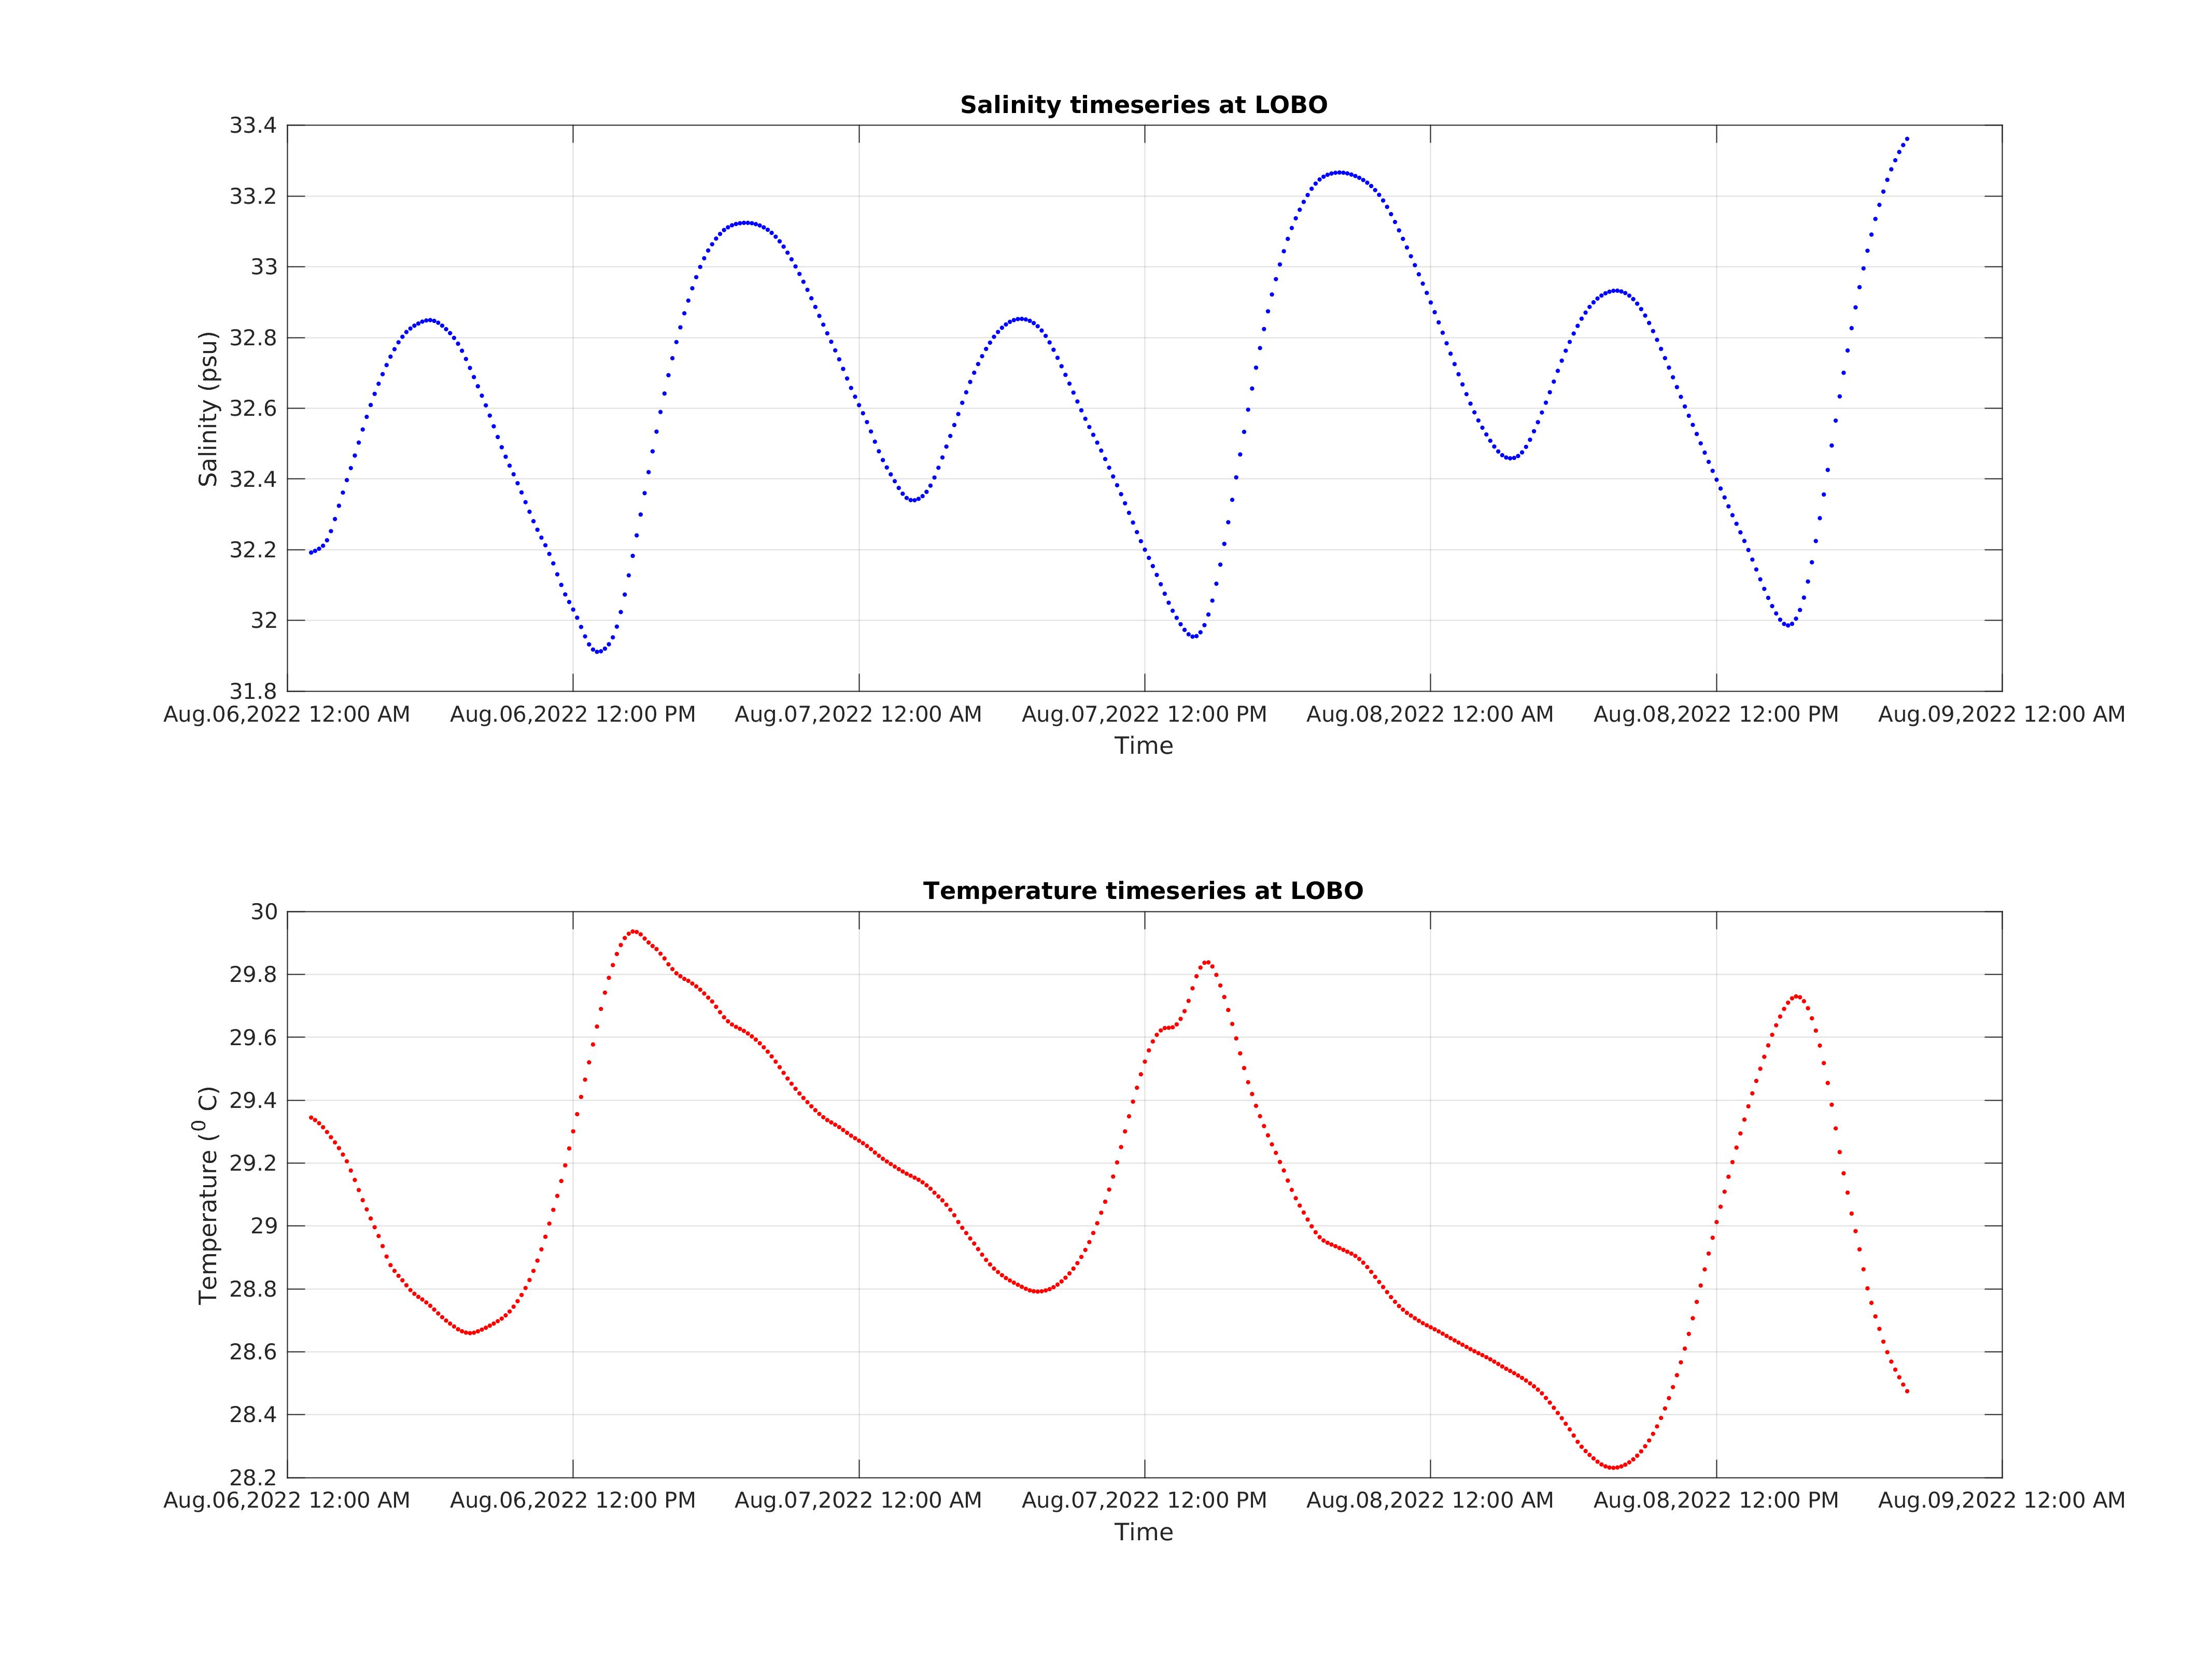 Salinity timeseries at LOBO
33.4
33.2
33
32.8
32.6
32.4
32.2
32
31.8
Salinity (psu)
Aug.06,2022 12:00 AM Aug.06,2022 12:00 PM Aug.07,2022 12:00 AM Aug.07,2022 12:00 PM Aug.08,2022 12:00 AM Aug.08,2022 12:00 PM Aug.09,2022 12:00 AM
Time
Temperature timeseries at LOBO
30
29.8
29.6
29.4
29.2
29
28.8
28.6
28.4
28.2
Temperature (⁰ C)
Aug.06,2022 12:00 AM Aug.06,2022 12:00 PM Aug.07,2022 12:00 AM Aug.07,2022 12:00 PM Aug.08,2022 12:00 AM Aug.08,2022 12:00 PM Aug.09,2022 12:00 AM
Time